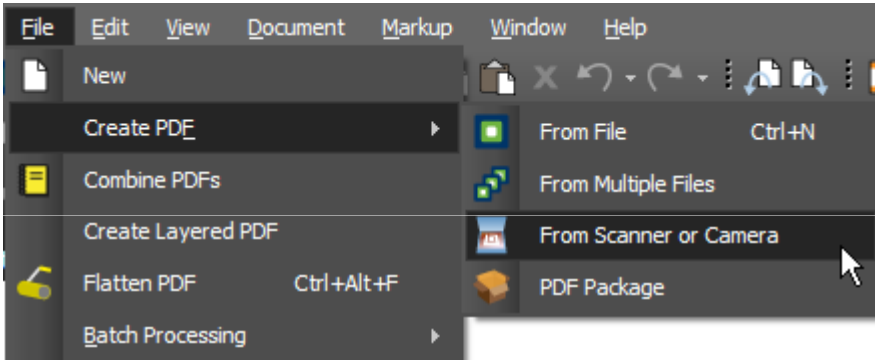 File Edit View Document Markup Window Help
New
Create PDF
Combine PDFs
Create Layered PDF
Flatten PDF Ctrl+Alt+F
Batch Processing
From File Ctrl+N
From Multiple Files
From Scanner or Camera
PDF Package